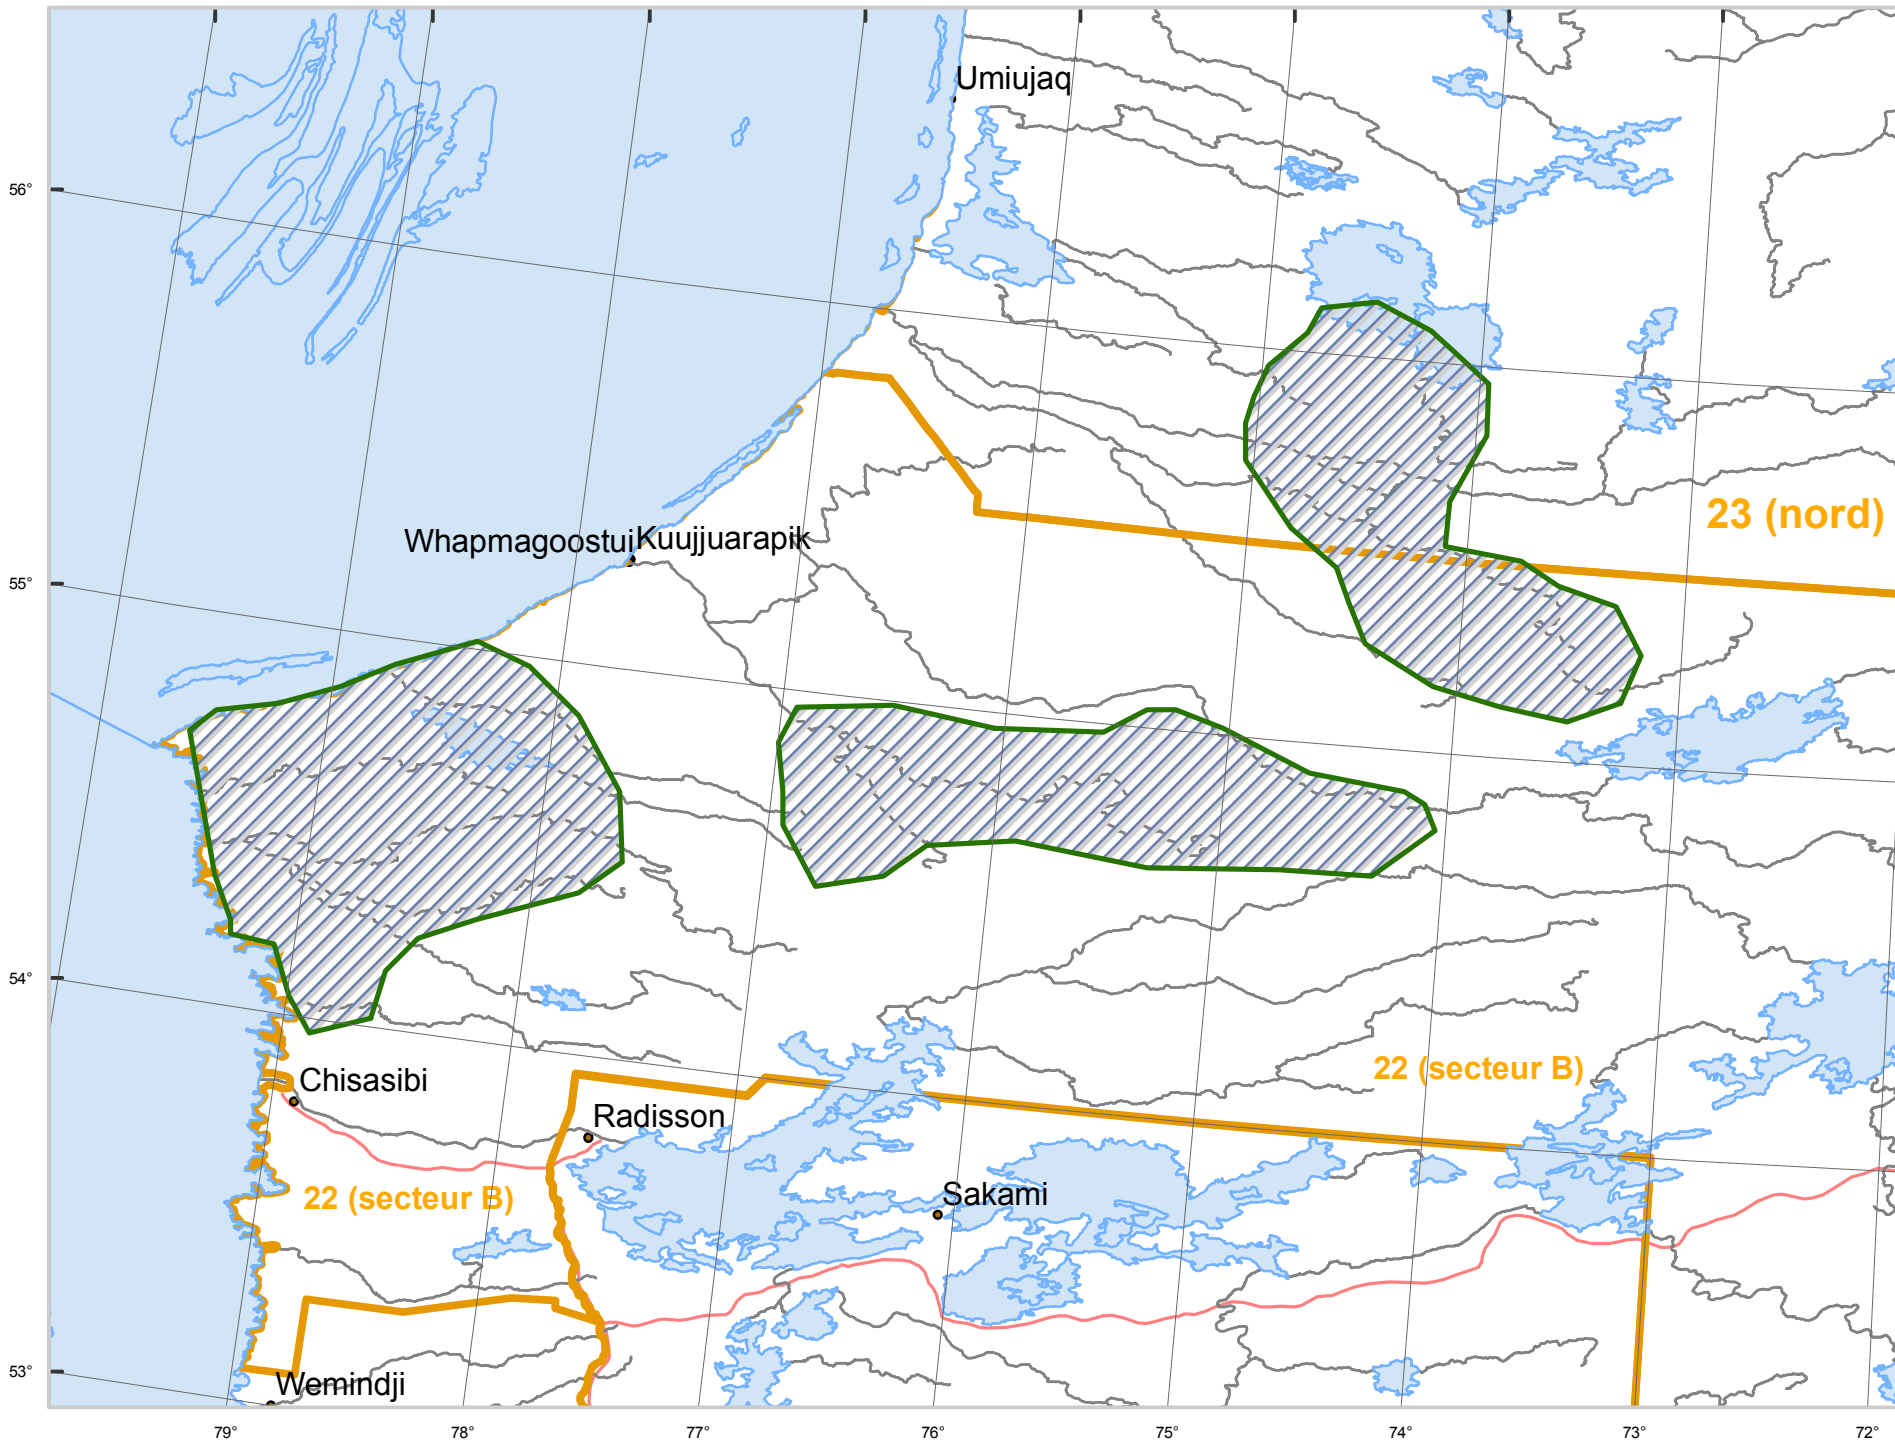 Umiujaq
56°
23 (nord)
Whapmagoostui
Kuujjuarapik
55°
54°
22 (secteur B)
Chisasibi
Radisson
22 (secteur B)
Sakami
53°
Wemindji
79°
78°
77°
76°
75°
74°
73°
72°